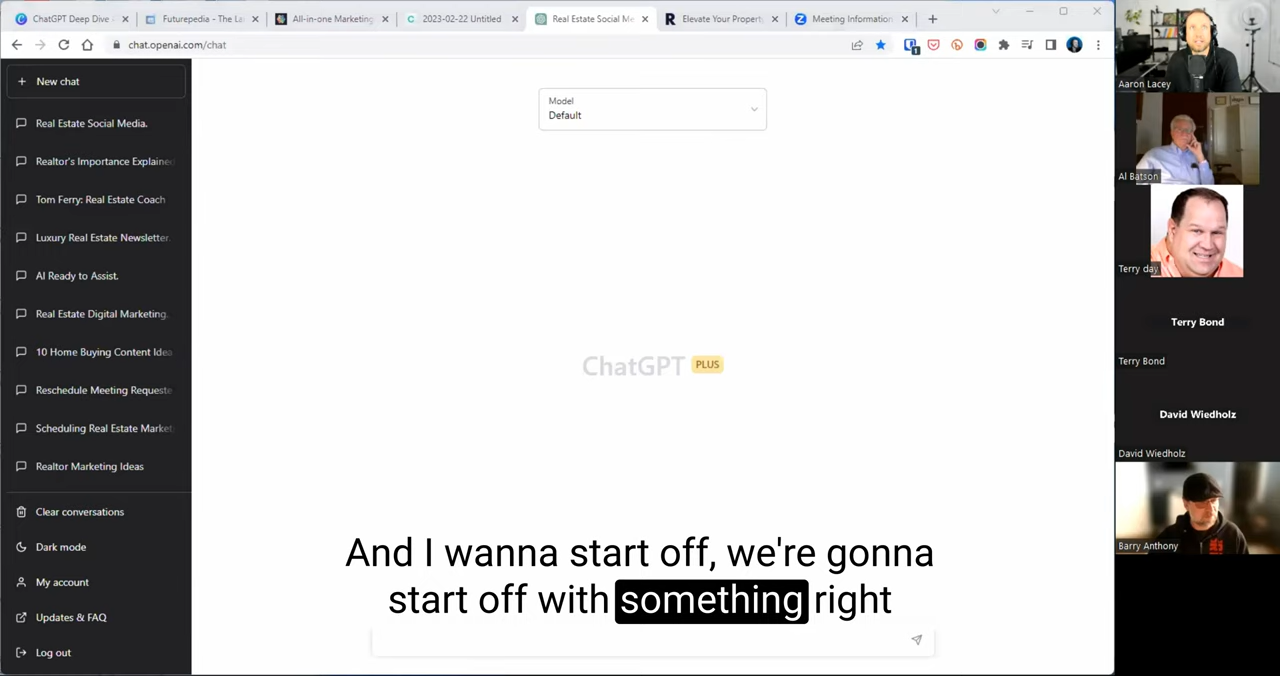 ChatGPT Deep Dive -
Futurepedia - The La
All-in-one Marketing
2023-02-22 Untitled
Real Estate Social Me
Elevate Your Propert
Meeting Information
chat.openai.com/chat
New chat
Real Estate Social Media.
Realtor's Importance Explained
Tom Ferry: Real Estate Coach
Luxury Real Estate Newsletter.
AI Ready to Assist.
Real Estate Digital Marketing.
10 Home Buying Content Idea
Reschedule Meeting Requeste
Scheduling Real Estate Market
Realtor Marketing Ideas
Clear conversations
Dark mode
My account
Updates & FAQ
Log out
Model
Default
ChatGPT PLUS
And I wanna start off, we're gonna
start off with something right
Aaron Lacey
Al Batson
Terry day
Terry Bond
Terry Bond
David Wiedholz
David Wiedholz
Barry Anthony